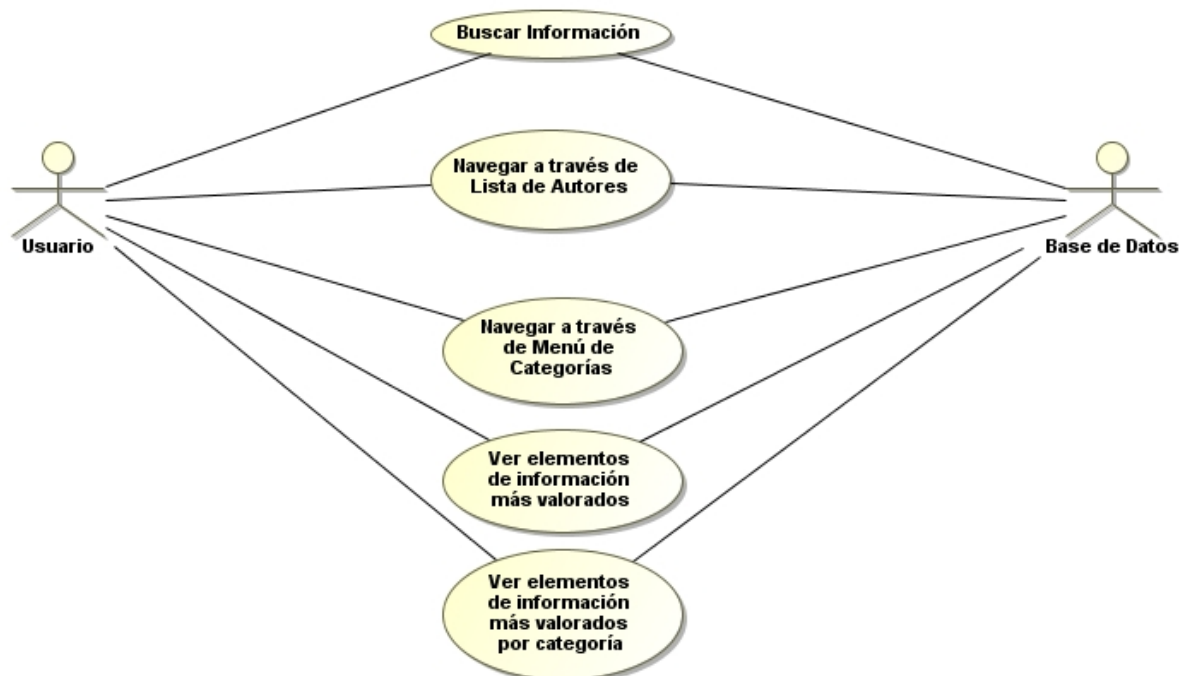 Buscar Información
Navegar a través de
Lista de Autores
Usuario
Base de Datos
Navegar a través
de Menú de
Categorías
Ver elementos
de información
más valorados
Ver elementos
de información
más valorados
por categoría